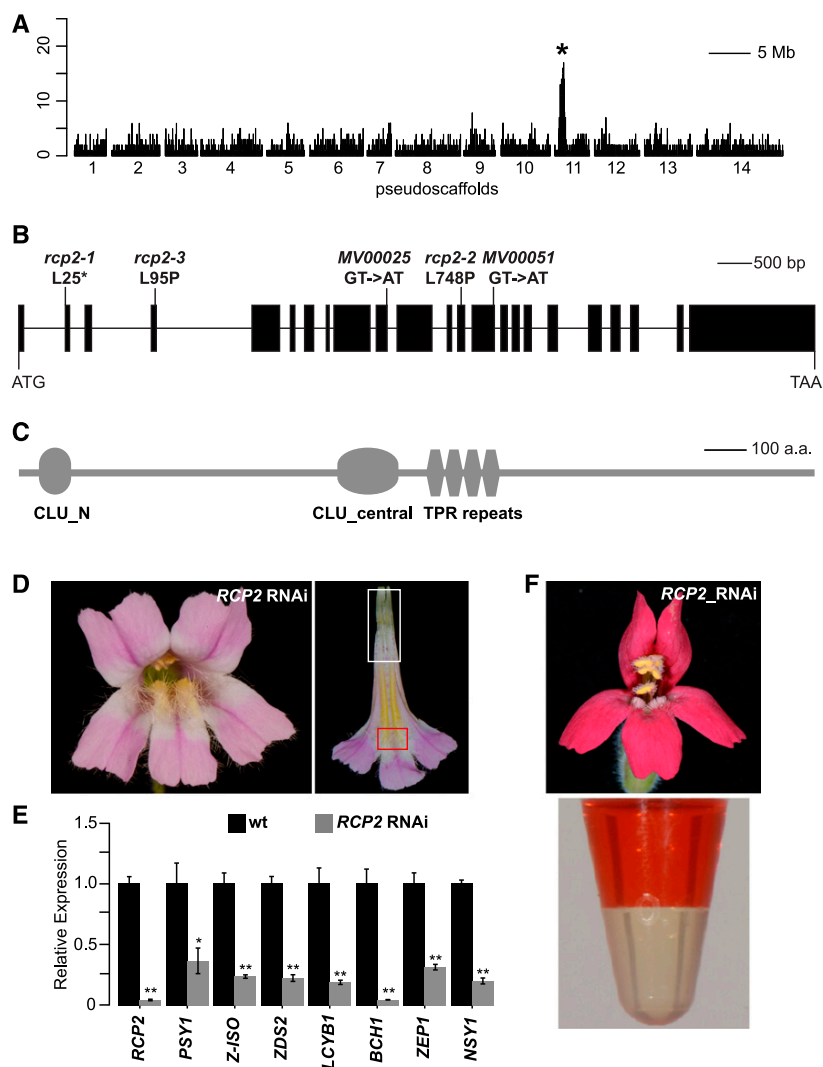 A
20
10
0
*
5 Mb
1 2 3 4 5 6 7 8 9 10 11 12 13 14
pseudoscaffolds
B
rcp2-1 rcp2-3 MV00025 rcp2-2 MV00051
L25* L95P GT->AT L748P GT->AT
500 bp
ATG TAA
C
100 a.a.
CLU_N CLU_central TPR repeats
D
RCP2 RNAi
F
RCP2_RNAi
E
wt RCP2 RNAi
Relative Expression
1.5
1.0
0.5
0
** * ** ** ** ** ** **
RCP2 PSY1 Z-ISO ZDS2 LCYB1 BCH1 ZEP1 NSY1